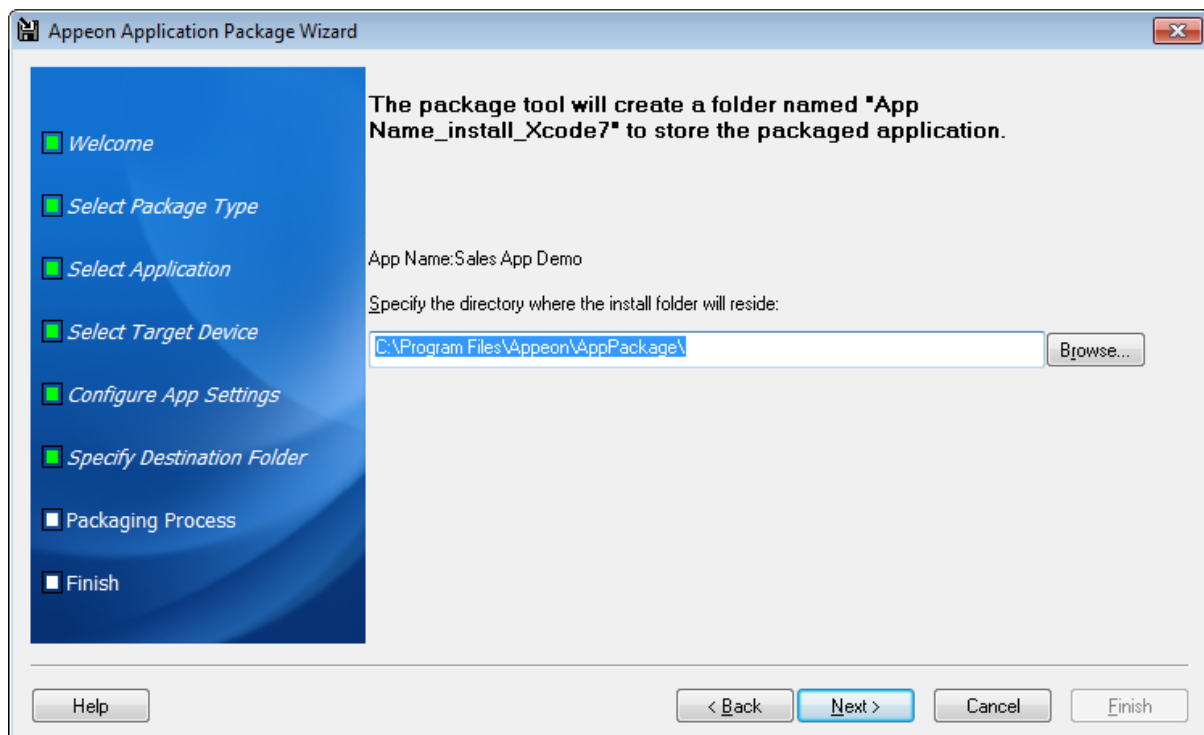 Appeon Application Package Wizard
Welcome
Select Package Type
Select Application
Select Target Device
Configure App Settings
Specify Destination Folder
Packaging Process
Finish
The package tool will create a folder named "App
Name_install_Xcode7" to store the packaged application.
App Name:Sales App Demo
Specify the directory where the install folder will reside:
C:\Program Files\Appeon\AppPackage\
Browse...
Help
< Back
Next >
Cancel
Finish